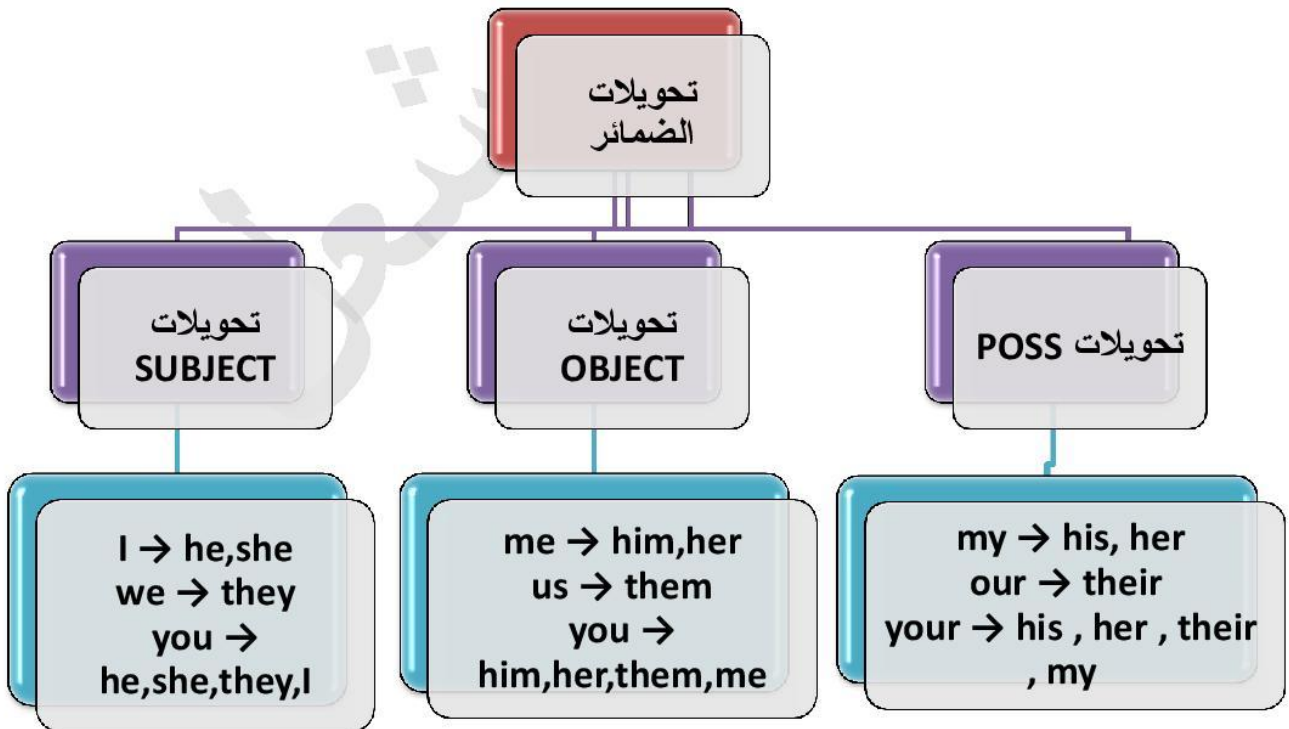 تحويلات
الضمائر
تحويلات
SUBJECT
تحويلات
OBJECT
تحويلات POSS
I → he,she
we → they
you →
he,she,they,I
me → him,her
us → them
you →
him,her,them,me
my → his, her
our → their
your → his , her , their
, my